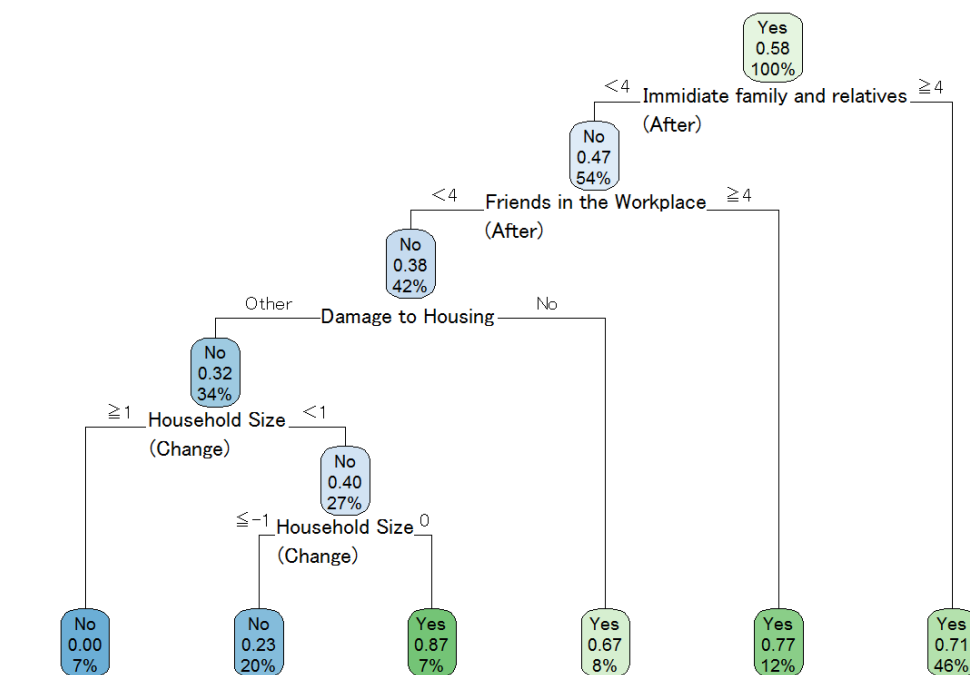 Yes
0.58
100%
<4
Immidiate family and relatives
(After)
≧4
No
0.47
54%
<4
Friends in the Workplace
(After)
≧4
No
0.38
42%
Other
Damage to Housing
No
No
0.32
34%
≧1
Household Size
(Change)
<1
No
0.40
27%
≦-1
Household Size
(Change)
0
No
0.00
7%
No
0.23
20%
Yes
0.87
7%
Yes
0.67
8%
Yes
0.77
12%
Yes
0.71
46%